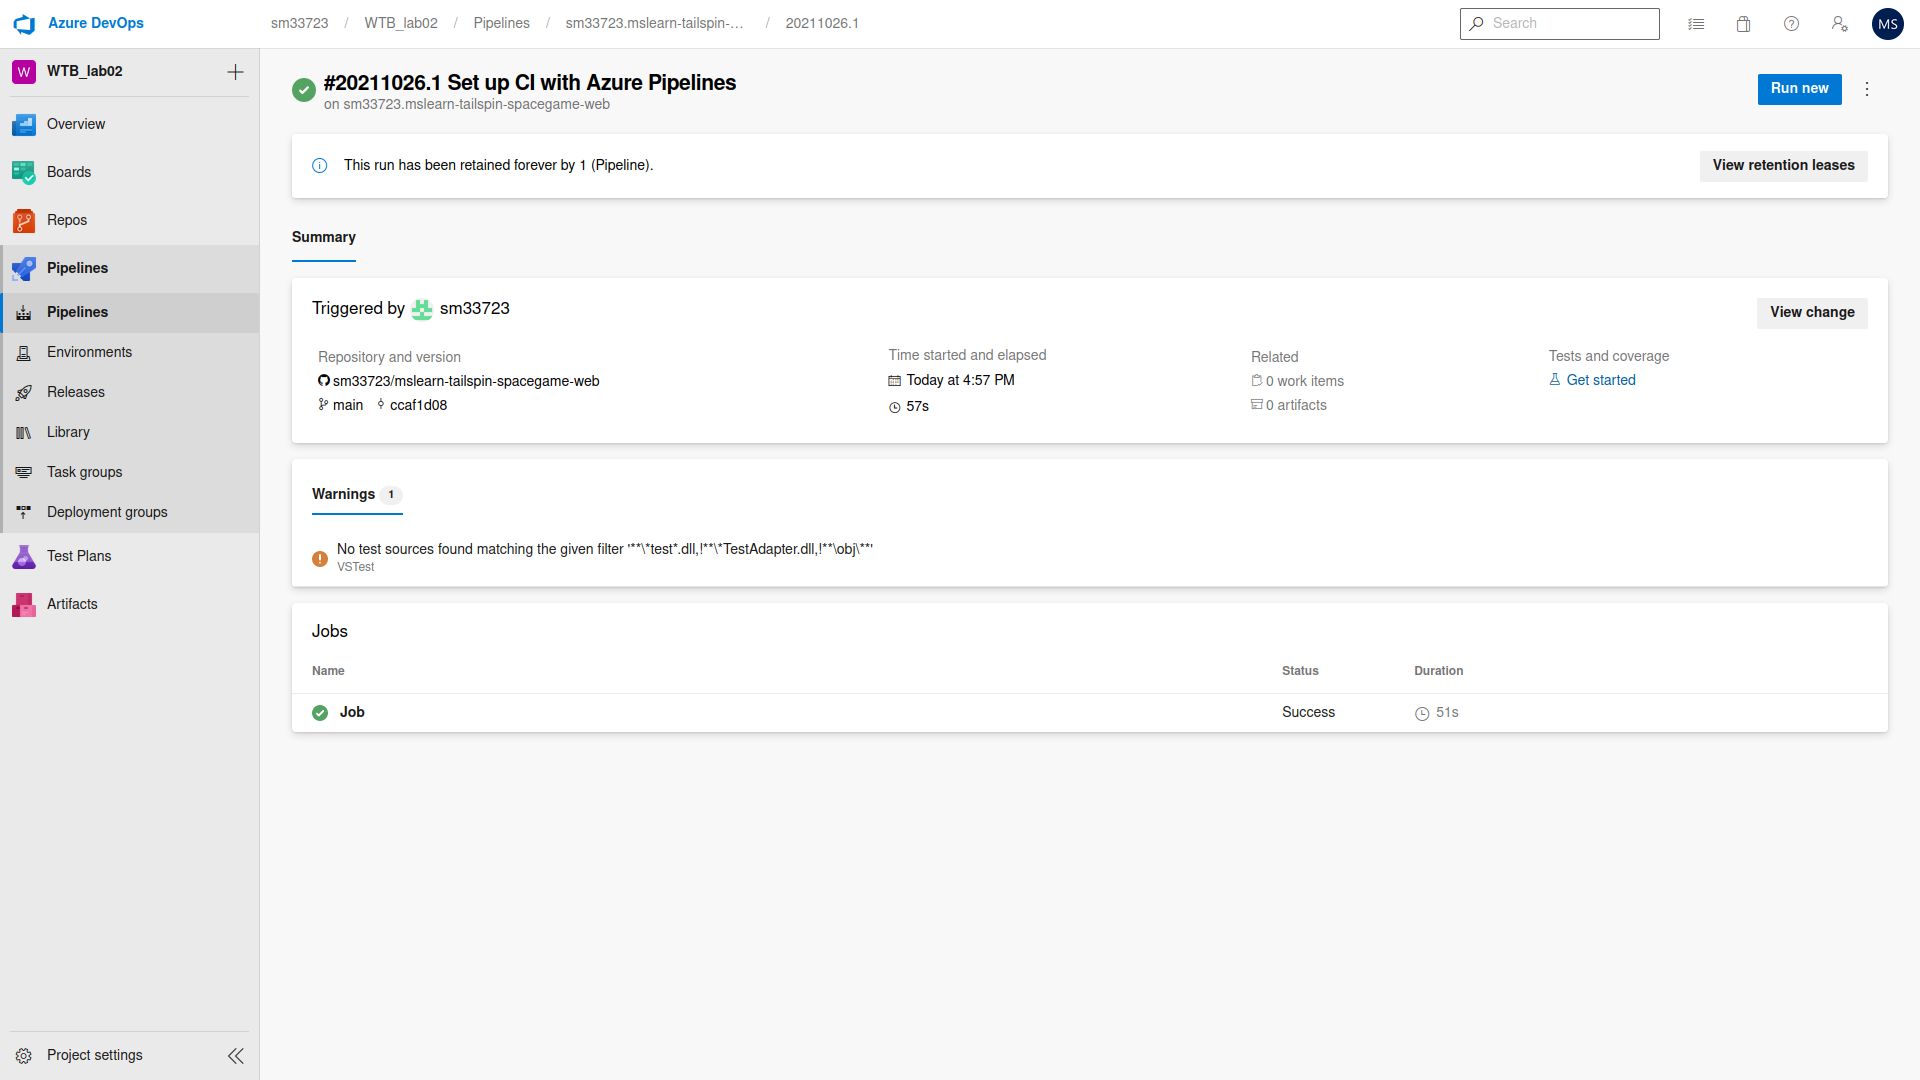 Azure DevOps
sm33723 / WTB_lab02 / Pipelines / sm33723.mslearn-tailspin-... / 20211026.1
Search
MS
W WTB_lab02
Overview
Boards
Repos
Pipelines
Pipelines
Environments
Releases
Library
Task groups
Deployment groups
Test Plans
Artifacts
Project settings
#20211026.1 Set up CI with Azure Pipelines
on sm33723.mslearn-tailspin-spacegame-web
Run new
This run has been retained forever by 1 (Pipeline).
View retention leases
Summary
Triggered by sm33723
View change
Repository and version
sm33723/mslearn-tailspin-spacegame-web
main ccaf1d08
Time started and elapsed
Today at 4:57 PM
57s
Related
0 work items
0 artifacts
Tests and coverage
Get started
Warnings 1
No test sources found matching the given filter '**\*test*.dll,!**\*TestAdapter.dll,!**\obj\**'
VSTest
Jobs
Name Status Duration
Job Success 51s